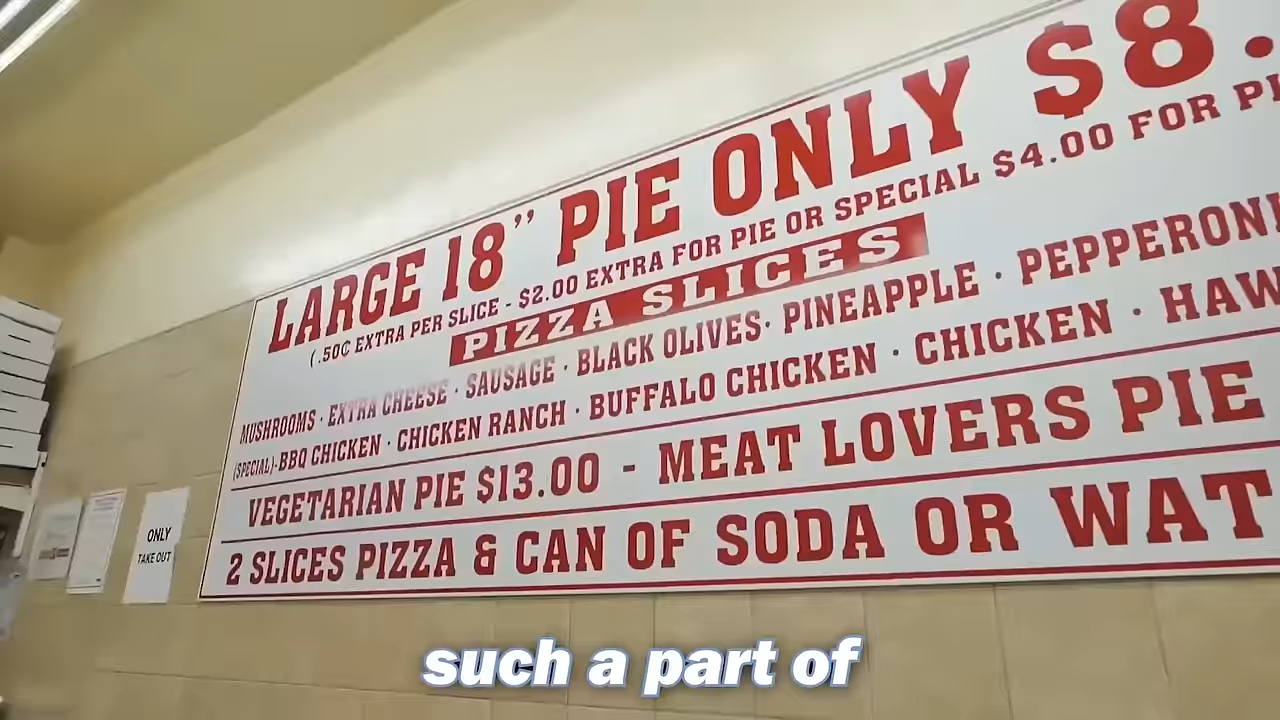 LARGE 18” PIE ONLY $8.
(.50¢ EXTRA PER SLICE - $2.00 EXTRA FOR PIE OR SPECIAL $4.00 FOR
PIZZA SLICES
MUSHROOMS · EXTRA CHEESE · SAUSAGE · BLACK OLIVES · PINEAPPLE · PEPPERONI
(SPECIAL)-BBQ CHICKEN · CHICKEN RANCH · BUFFALO CHICKEN · CHICKEN ·
VEGETARIAN PIE $13.00 - MEAT LOVERS PIE
2 SLICES PIZZA & CAN OF SODA OR
ONLY
TAKE OUT
such a part of